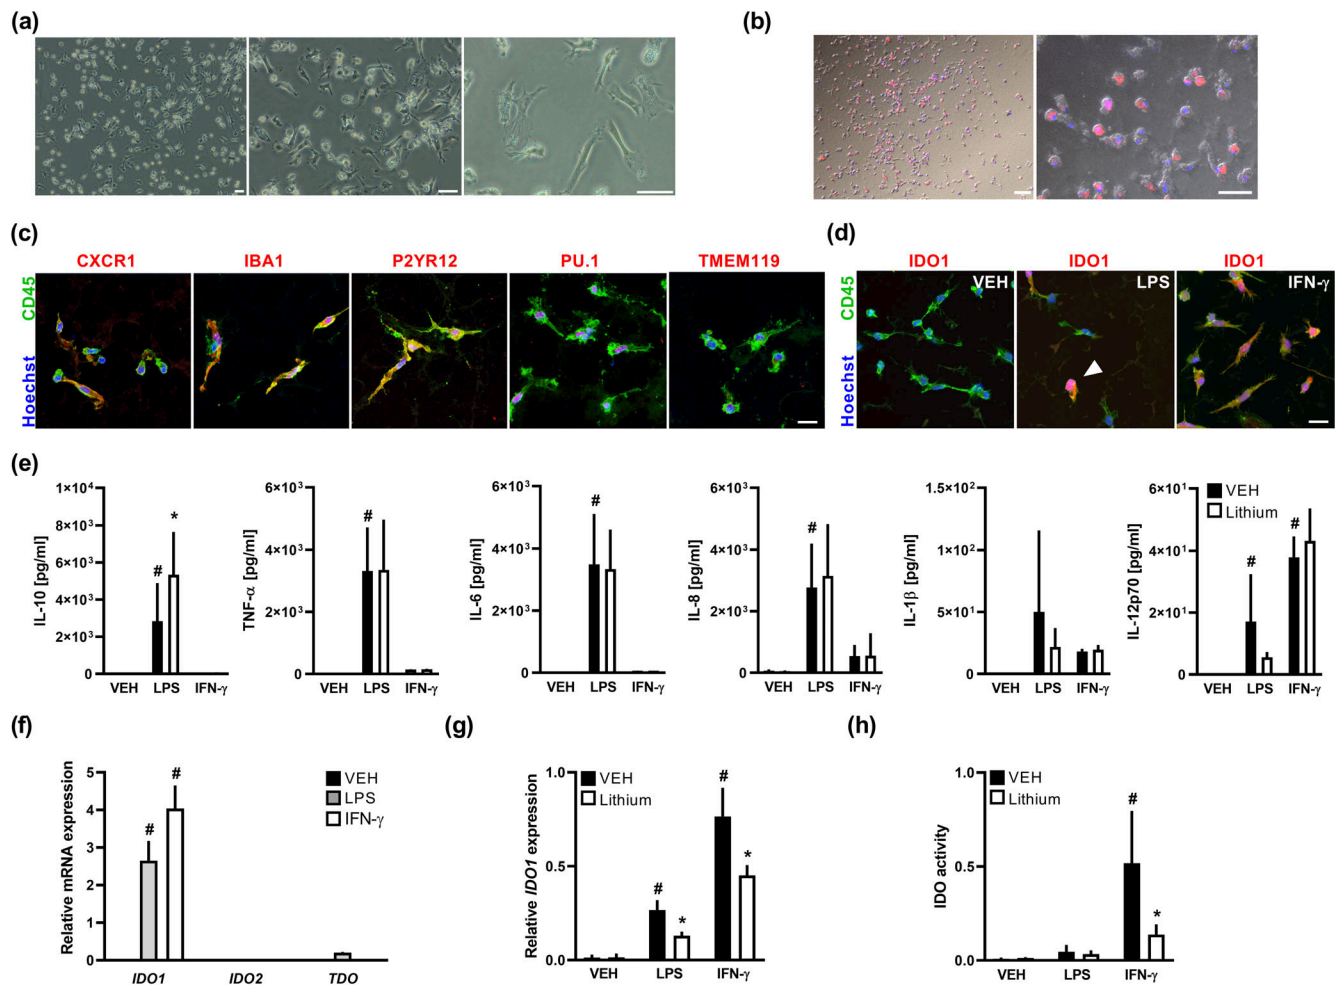 (a)
(b)
(c)
CXCR1
IBA1
P2YR12
PU.1
TMEM119
CD45
Hoechst
(d)
IDO1
IDO1
IDO1
VEH
LPS
IFN-γ
CD45
Hoechst
(e)
IL-10 [pg/ml]
1×10⁴
8×10³
6×10³
4×10³
2×10³
0
#
*
VEH LPS IFN-γ
TNF-α [pg/ml]
6×10³
4×10³
2×10³
0
#
VEH LPS IFN-γ
IL-6 [pg/ml]
6×10³
4×10³
2×10³
0
#
VEH LPS IFN-γ
IL-8 [pg/ml]
6×10³
4×10³
2×10³
0
#
VEH LPS IFN-γ
IL-1β [pg/ml]
1.5×10²
1×10²
5×10¹
0
VEH LPS IFN-γ
IL-12p70 [pg/ml]
6×10¹
4×10¹
2×10¹
0
VEH
Lithium
#
#
VEH LPS IFN-γ
(f)
Relative mRNA expression
5
4
3
2
1
0
#
#
VEH
LPS
IFN-γ
IDO1 IDO2 TDO
(g)
Relative IDO1 expression
1.0
0.5
0.0
VEH
Lithium
#
*
#
*
VEH LPS IFN-γ
(h)
IDO activity
1.0
0.5
0.0
VEH
Lithium
#
*
VEH LPS IFN-γ